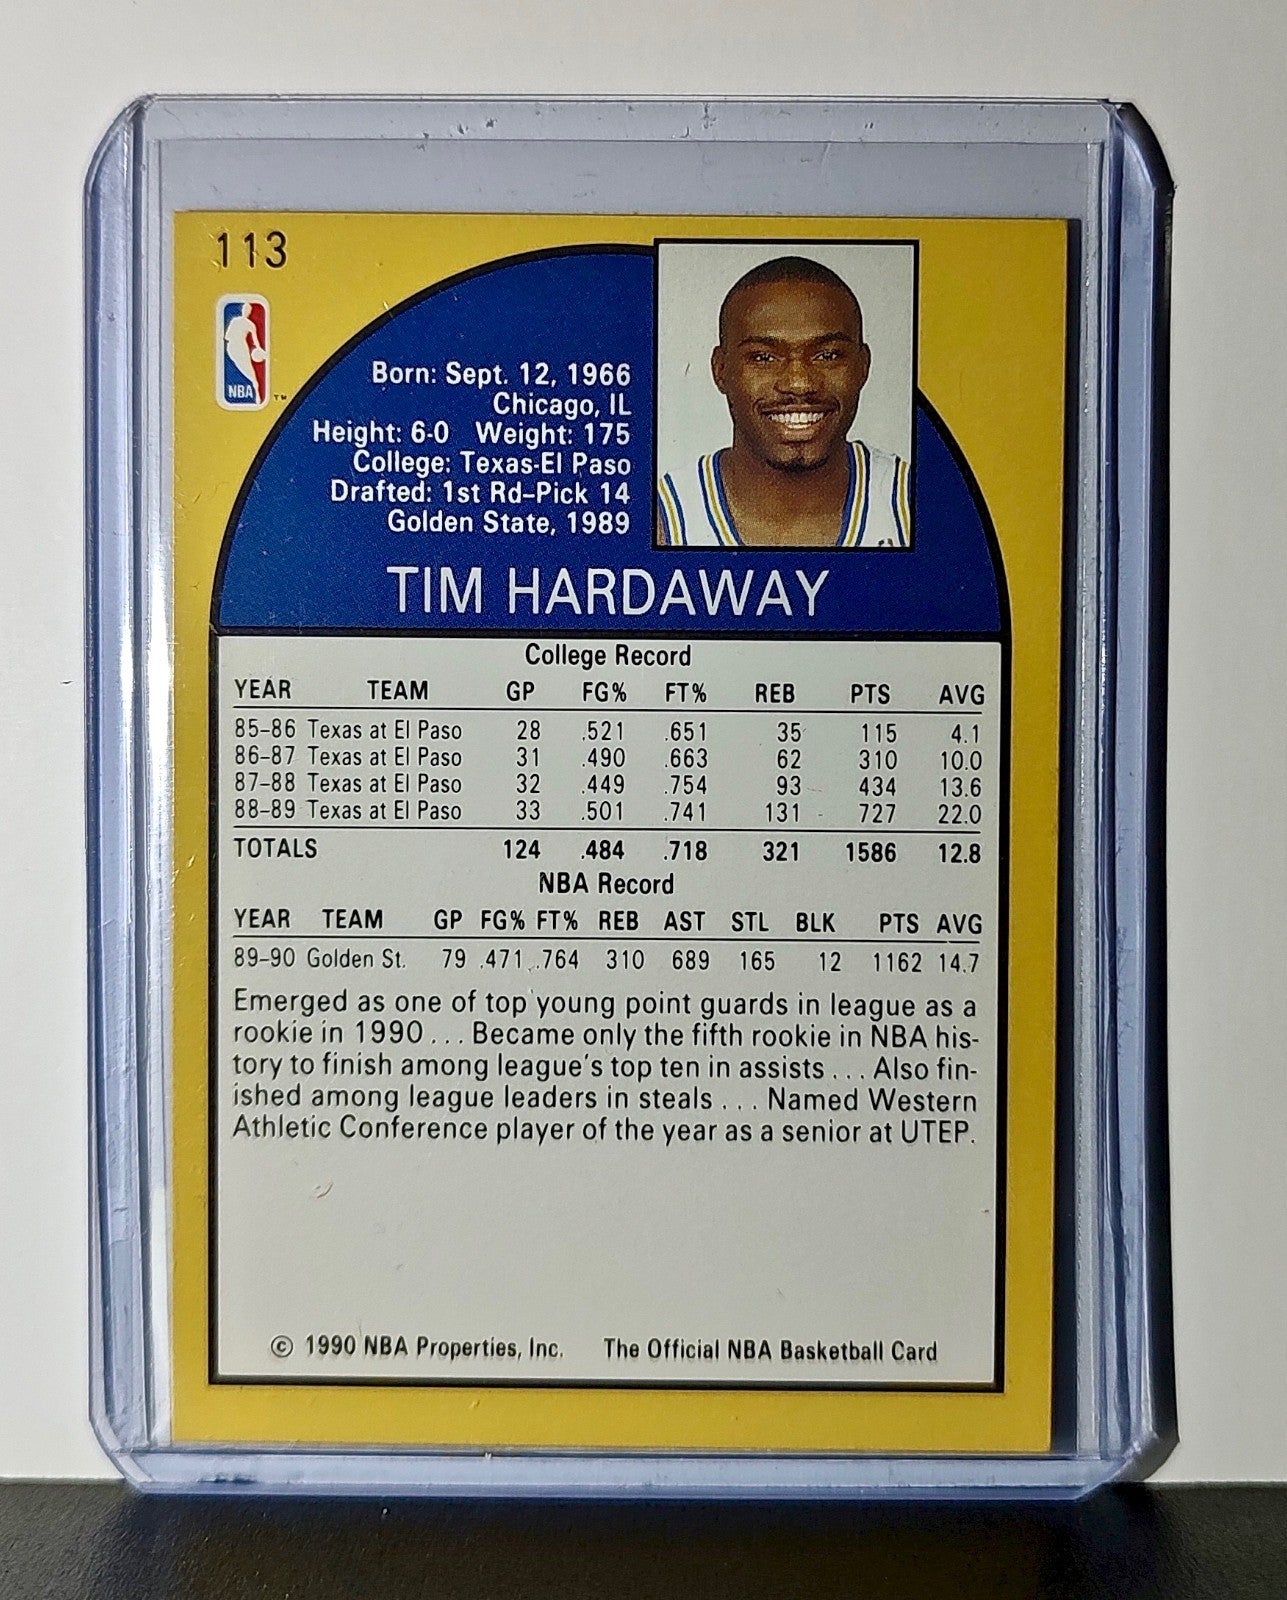 113
NBA
TM
Born: Sept. 12, 1966
Chicago, IL
Height: 6-0 Weight: 175
College: Texas-El Paso
Drafted: 1st Rd-Pick 14
Golden State, 1989
TIM HARDAWAY
College Record
YEAR TEAM GP FG% FT% REB PTS AVG
85-86 Texas at El Paso 28 .521 .651 35 115 4.1
86-87 Texas at El Paso 31 .490 .663 62 310 10.0
87-88 Texas at El Paso 32 .449 .754 93 434 13.6
88-89 Texas at El Paso 33 .501 .741 131 727 22.0
TOTALS 124 .484 .718 321 1586 12.8
NBA Record
YEAR TEAM GP FG% FT% REB AST STL BLK PTS AVG
89-90 Golden St. 79 .471 .764 310 689 165 12 1162 14.7
Emerged as one of top young point guards in league as a
rookie in 1990 . . . Became only the fifth rookie in NBA his-
tory to finish among league's top ten in assists . . . Also fin-
ished among league leaders in steals . . . Named Western
Athletic Conference player of the year as a senior at UTEP.
© 1990 NBA Properties, Inc. The Official NBA Basketball Card